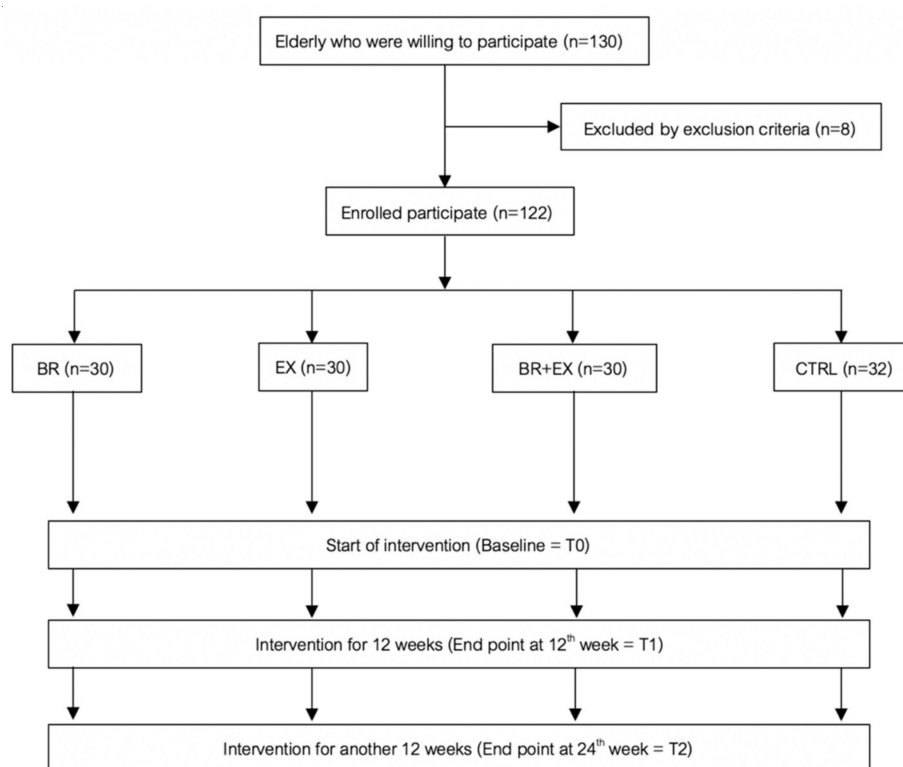 Elderly who were willing to participate (n=130)
Excluded by exclusion criteria (n=8)
Enrolled participate (n=122)
BR (n=30)
EX (n=30)
BR+EX (n=30)
CTRL (n=32)
Start of intervention (Baseline = T0)
Intervention for 12 weeks (End point at 12th week = T1)
Intervention for another 12 weeks (End point at 24th week = T2)